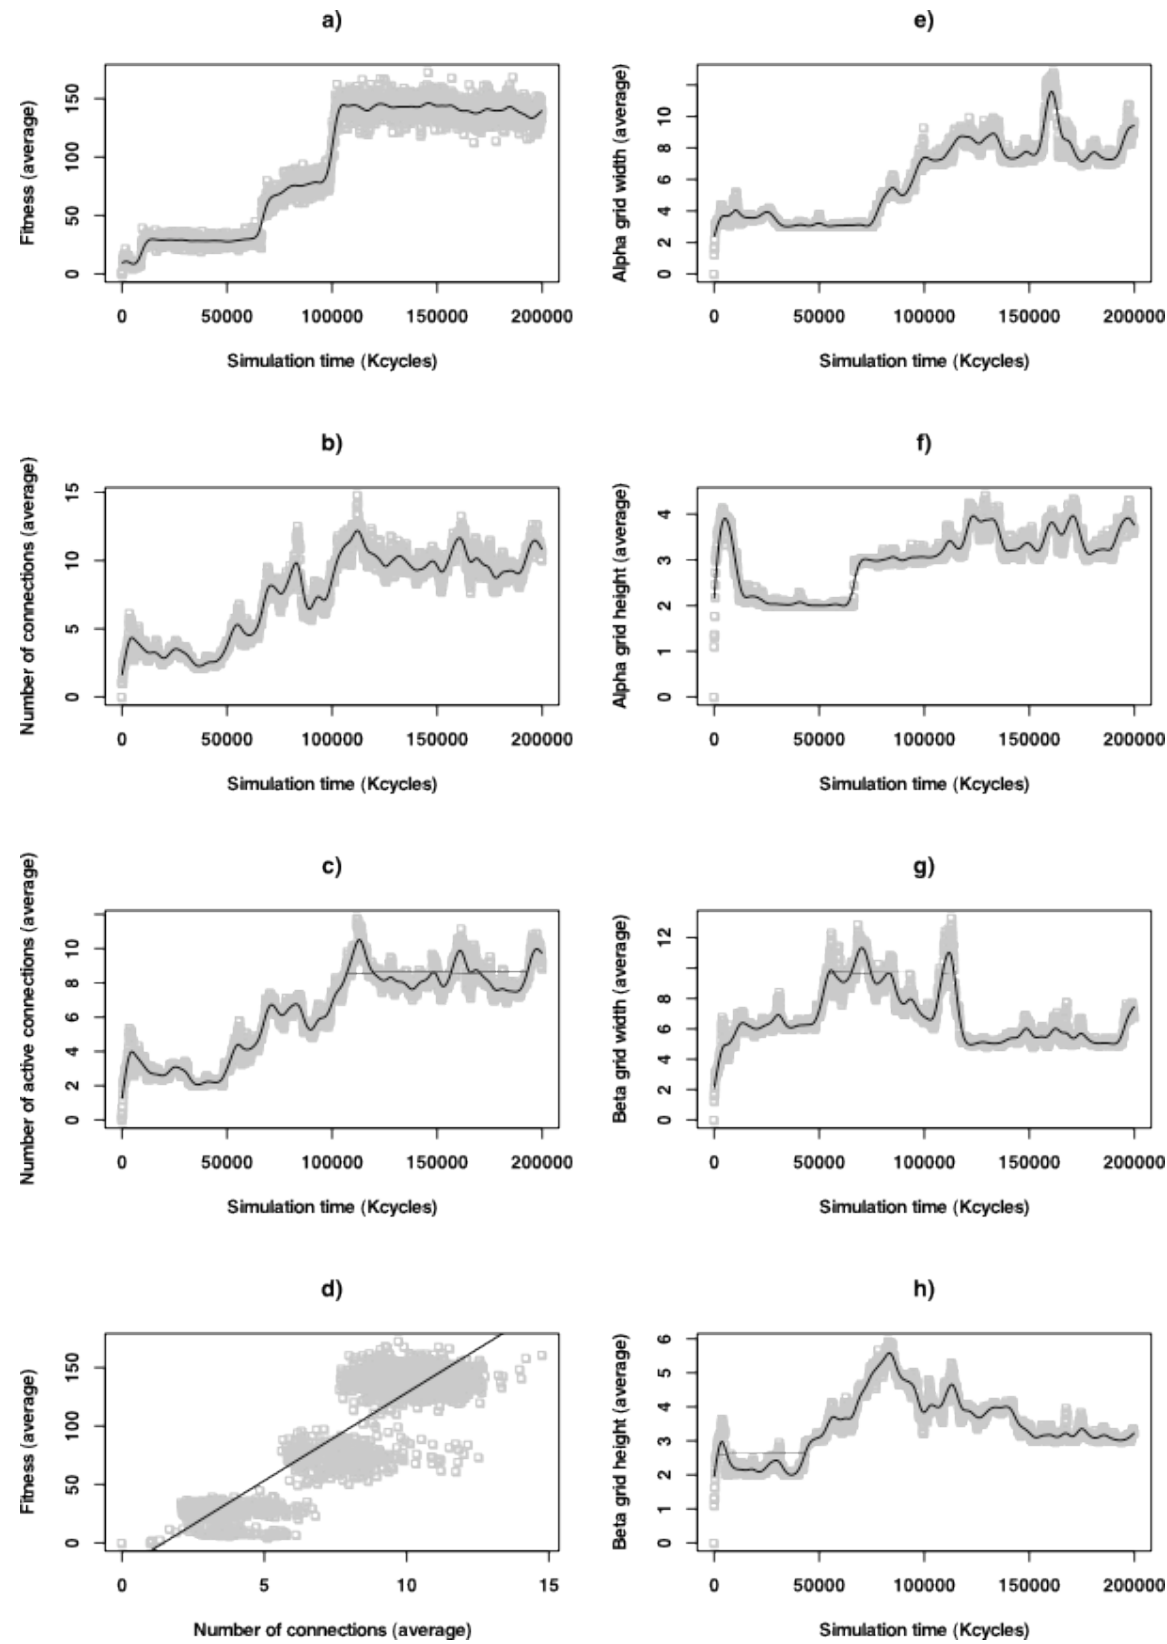 a)
Fitness (average)
0 50 100 150
0 50000 100000 150000 200000
Simulation time (Kcycles)
b)
Number of connections (average)
0 5 10 15
0 50000 100000 150000 200000
Simulation time (Kcycles)
c)
Number of active connections (average)
0 2 4 6 8 10
0 50000 100000 150000 200000
Simulation time (Kcycles)
d)
Fitness (average)
0 50 100 150
0 5 10 15
Number of connections (average)
e)
Alpha grid width (average)
0 2 4 6 8 10
0 50000 100000 150000 200000
Simulation time (Kcycles)
f)
Alpha grid height (average)
0 1 2 3 4
0 50000 100000 150000 200000
Simulation time (Kcycles)
g)
Beta grid width (average)
0 2 4 6 8 12
0 50000 100000 150000 200000
Simulation time (Kcycles)
h)
Beta grid height (average)
0 1 2 3 4 5 6
0 50000 100000 150000 200000
Simulation time (Kcycles)